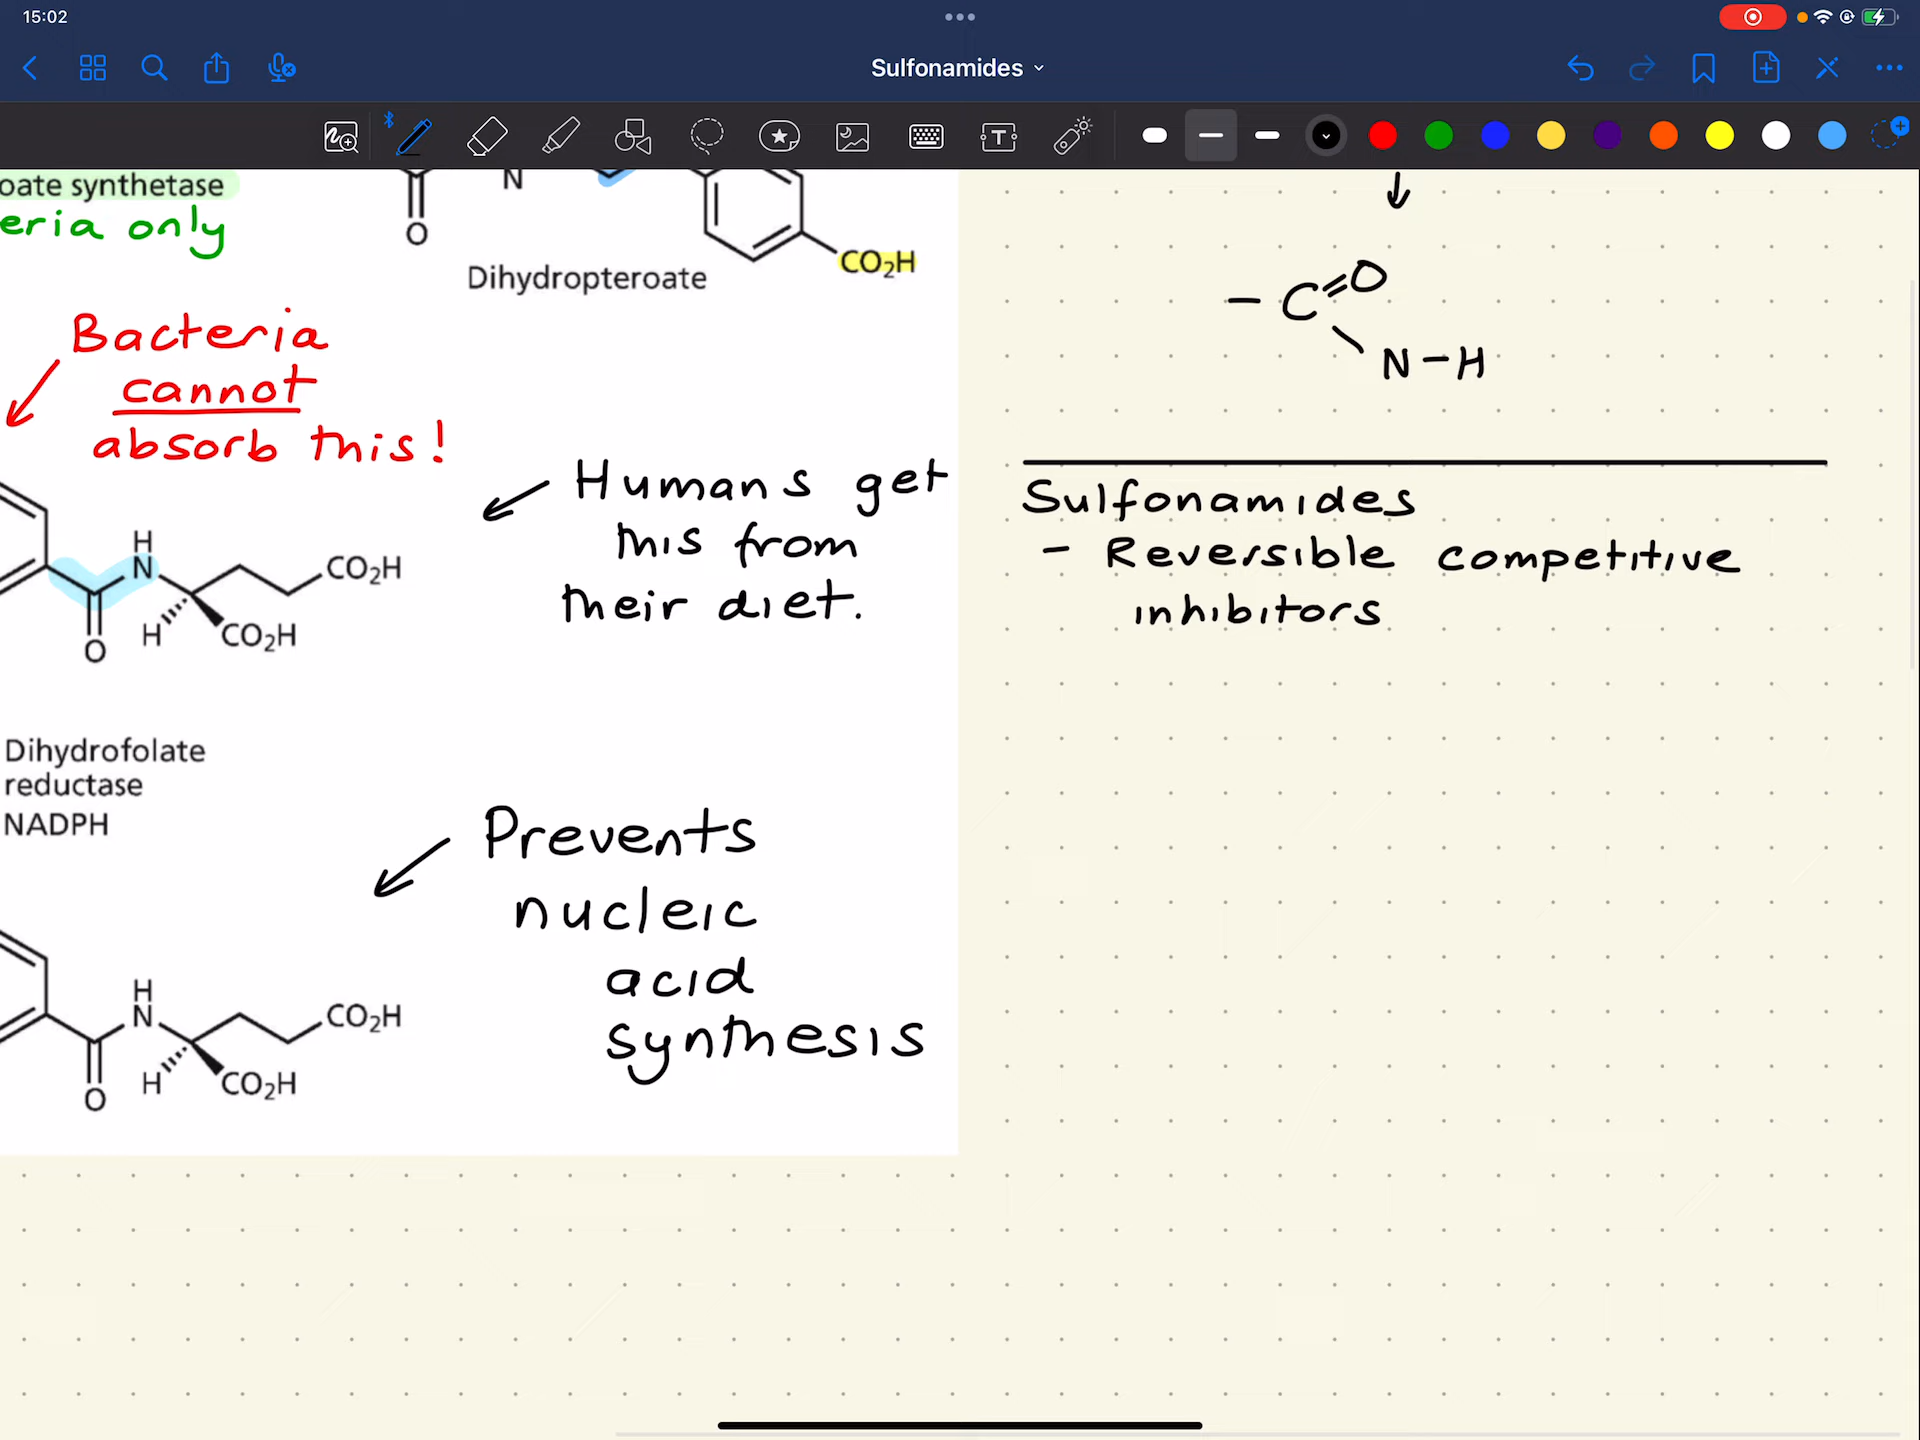 15:02
Sulfonamides
oate synthetase
eria only
N
O
CO₂H
Dihydropteroate
Bacteria
cannot
absorb this!
Humans get
this from
their diet.
H
N
CO₂H
H
CO₂H
O
Dihydrofolate
reductase
NADPH
Prevents
nucleic
acid
synthesis
H
N
CO₂H
H
CO₂H
O
- C=O
N-H
Sulfonamides
- Reversible competitive
inhibitors